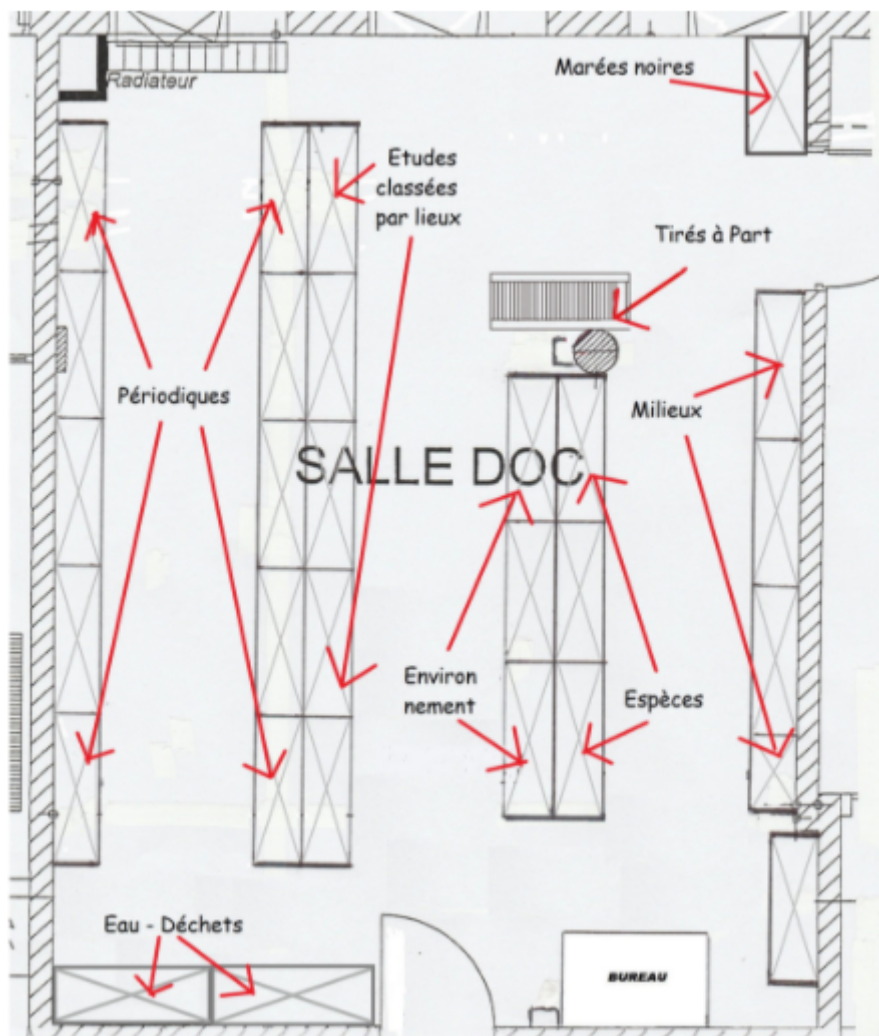 Radiateur
Marées noires
Etudes
classées
par lieux
Tirés à Part
Périodiques
Milieux
SALLE DOC
Environ
nement
Espèces
Eau - Déchets
BUREAU